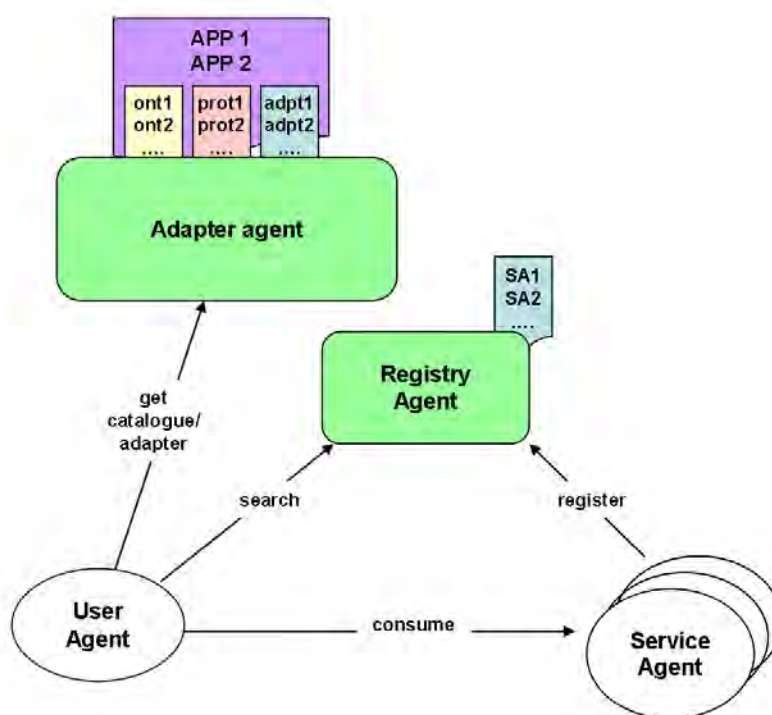 APP 1
APP 2
ont1
ont2
....
prot1
prot2
....
adpt1
adpt2
....
Adapter agent
SA1
SA2
....
Registry
Agent
get
catalogue/
adapter
search
register
User
Agent
consume
Service
Agent